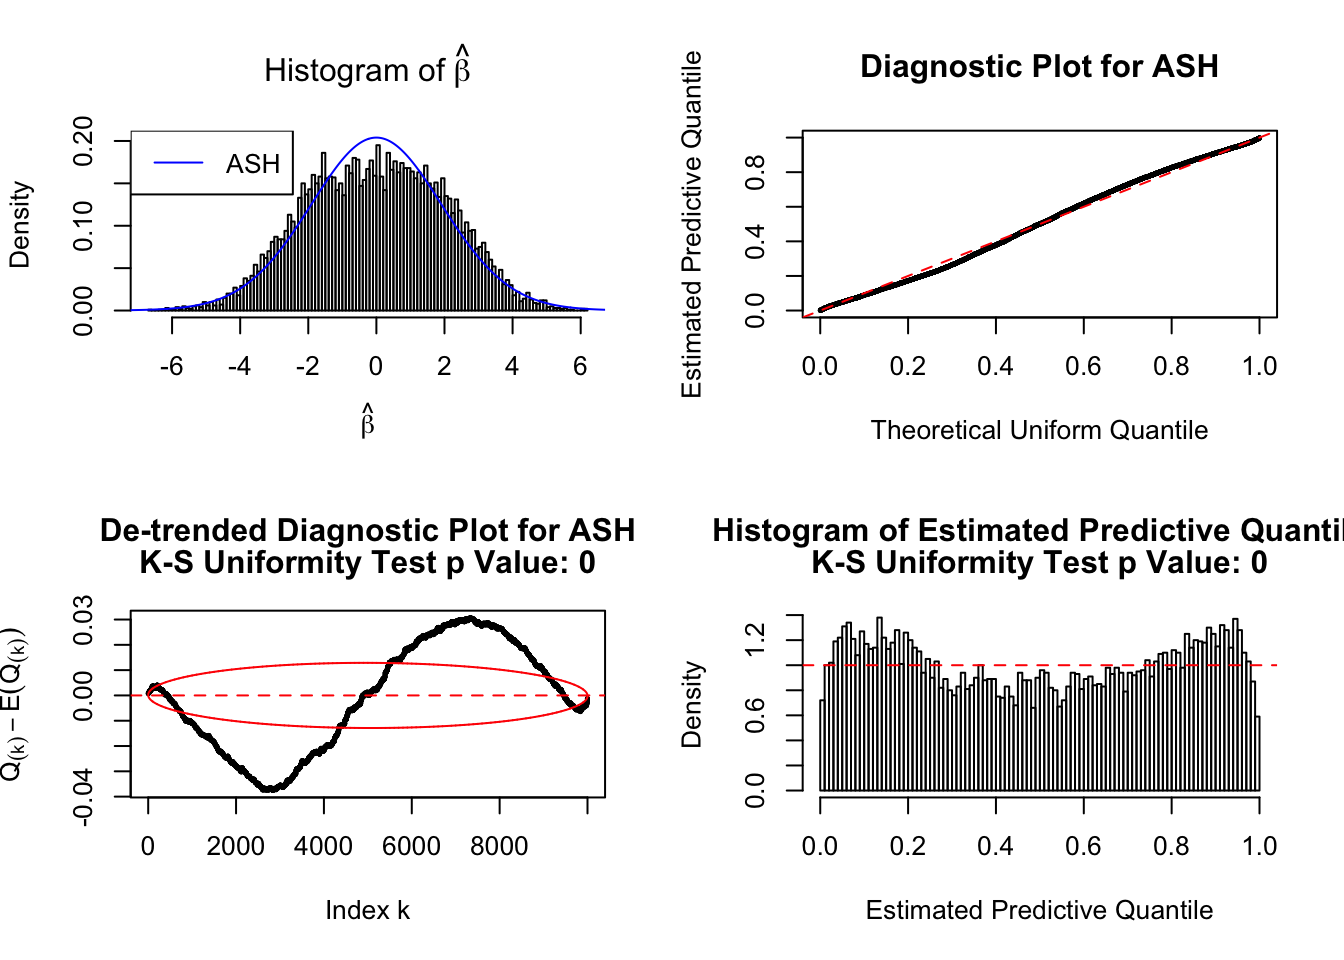 Histogram of β̂
Density
0.00 0.10 0.20
ASH
-6 -4 -2 0 2 4 6
β̂
Diagnostic Plot for ASH
Estimated Predictive Quantile
0.0 0.4 0.8
0.0 0.2 0.4 0.6 0.8 1.0
Theoretical Uniform Quantile
De-trended Diagnostic Plot for ASH
K-S Uniformity Test p Value: 0
Q(k) − E(Q(k))
-0.04 0.00 0.03
0 2000 4000 6000 8000
Index k
Histogram of Estimated Predictive Quantil
K-S Uniformity Test p Value: 0
Density
0.0 0.6 1.2
0.0 0.2 0.4 0.6 0.8 1.0
Estimated Predictive Quantile